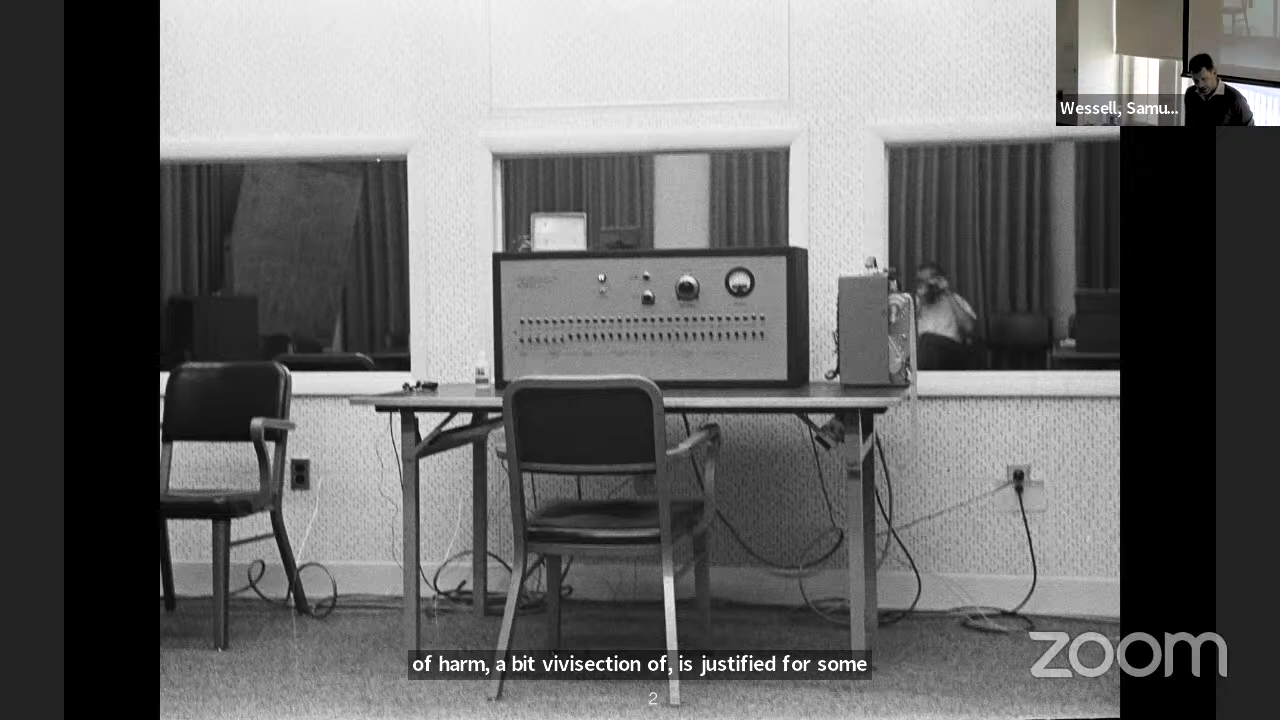 Wessell, Samu...
of harm, a bit vivisection of, is justified for some
zoom
2